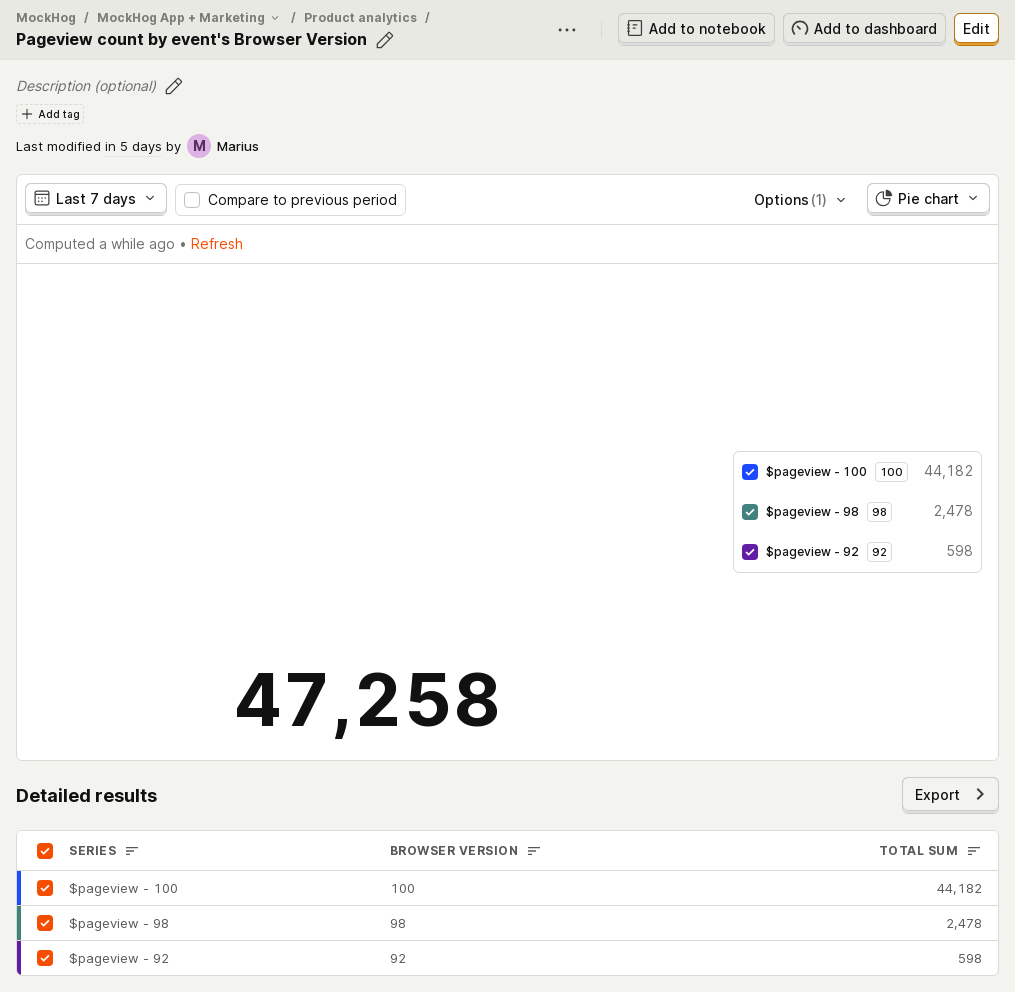 MockHog / MockHog App + Marketing / Product analytics /
Pageview count by event's Browser Version
Add to notebook
Add to dashboard
Edit
Description (optional)
Add tag
Last modified in 5 days by M Marius
Last 7 days
Compare to previous period
Options (1)
Pie chart
Computed a while ago • Refresh
$pageview - 100 100 44,182
$pageview - 98 98 2,478
$pageview - 92 92 598
47,258
Detailed results
Export
SERIES BROWSER VERSION TOTAL SUM
$pageview - 100 100 44,182
$pageview - 98 98 2,478
$pageview - 92 92 598